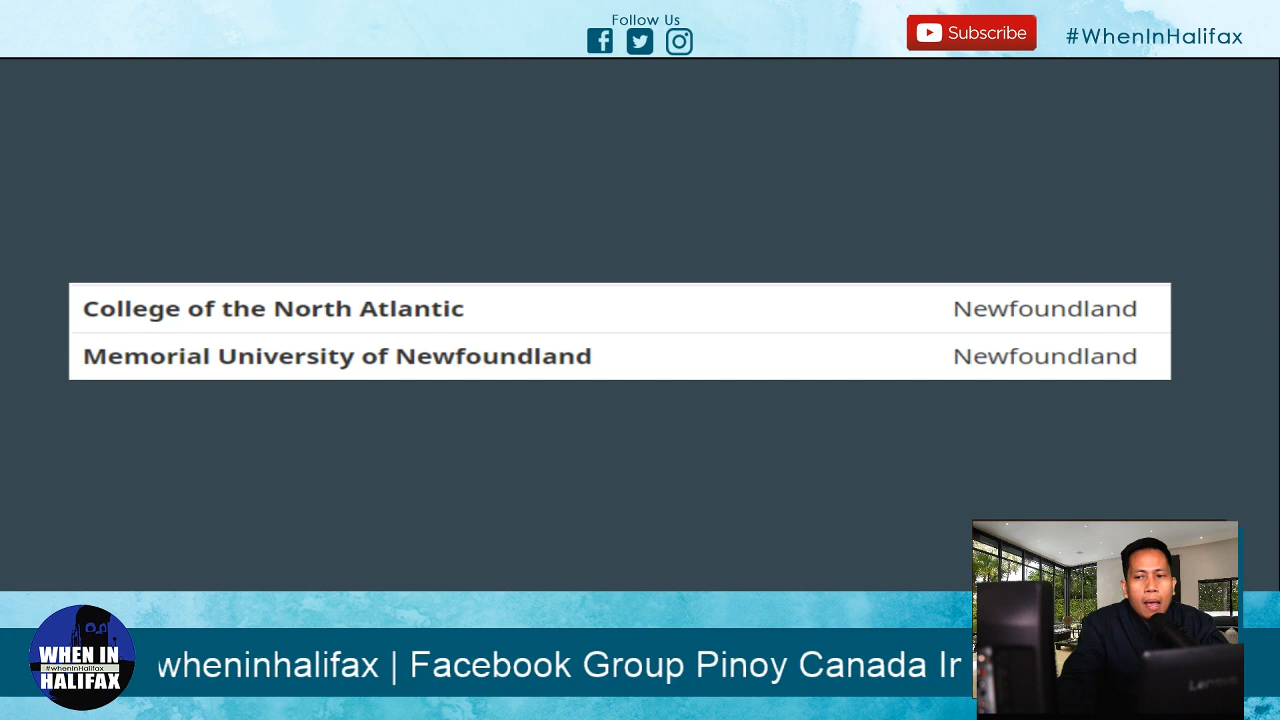 Follow Us
Subscribe
#WhenInHalifax
College of the North Atlantic Newfoundland
Memorial University of Newfoundland Newfoundland
WHEN IN
#whenInHalifax
HALIFAX
wheninhalifax | Facebook Group Pinoy Canada Ir
Lenovo